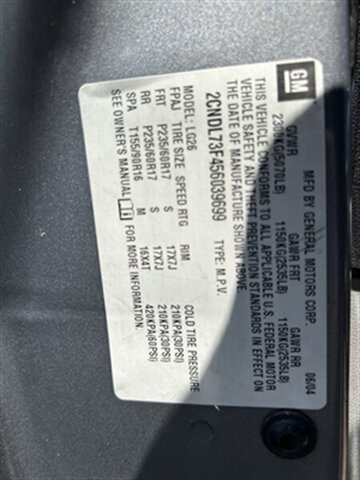 GM
MFD BY GENERAL MOTORS CORP 06/04
GVWR GAWR FRT GAWR RR
2300KG(5070LB) 1150KG(2535LB) 1150KG(2535LB)
THIS VEHICLE CONFORMS TO ALL APPLICABLE U.S. FEDERAL MOTOR
VEHICLE SAFETY AND THEFT PREVENTION STANDARDS IN EFFECT ON
THE DATE OF MANUFACTURE SHOWN ABOVE.
2CNDL73F456039699 TYPE M.P.V.
MODEL: LG26
FPAJ TIRE SIZE SPEED RTG RIM COLD TIRE PRESSURE
FRT P235/60R17 S 17X7J 210KPA(30PSI)
RR P235/60R17 S 17X7J 210KPA(30PSI)
SPA T155/90R16 M 16X4T 420KPA(60PSI)
SEE OWNER'S MANUAL FOR MORE INFORMATION.